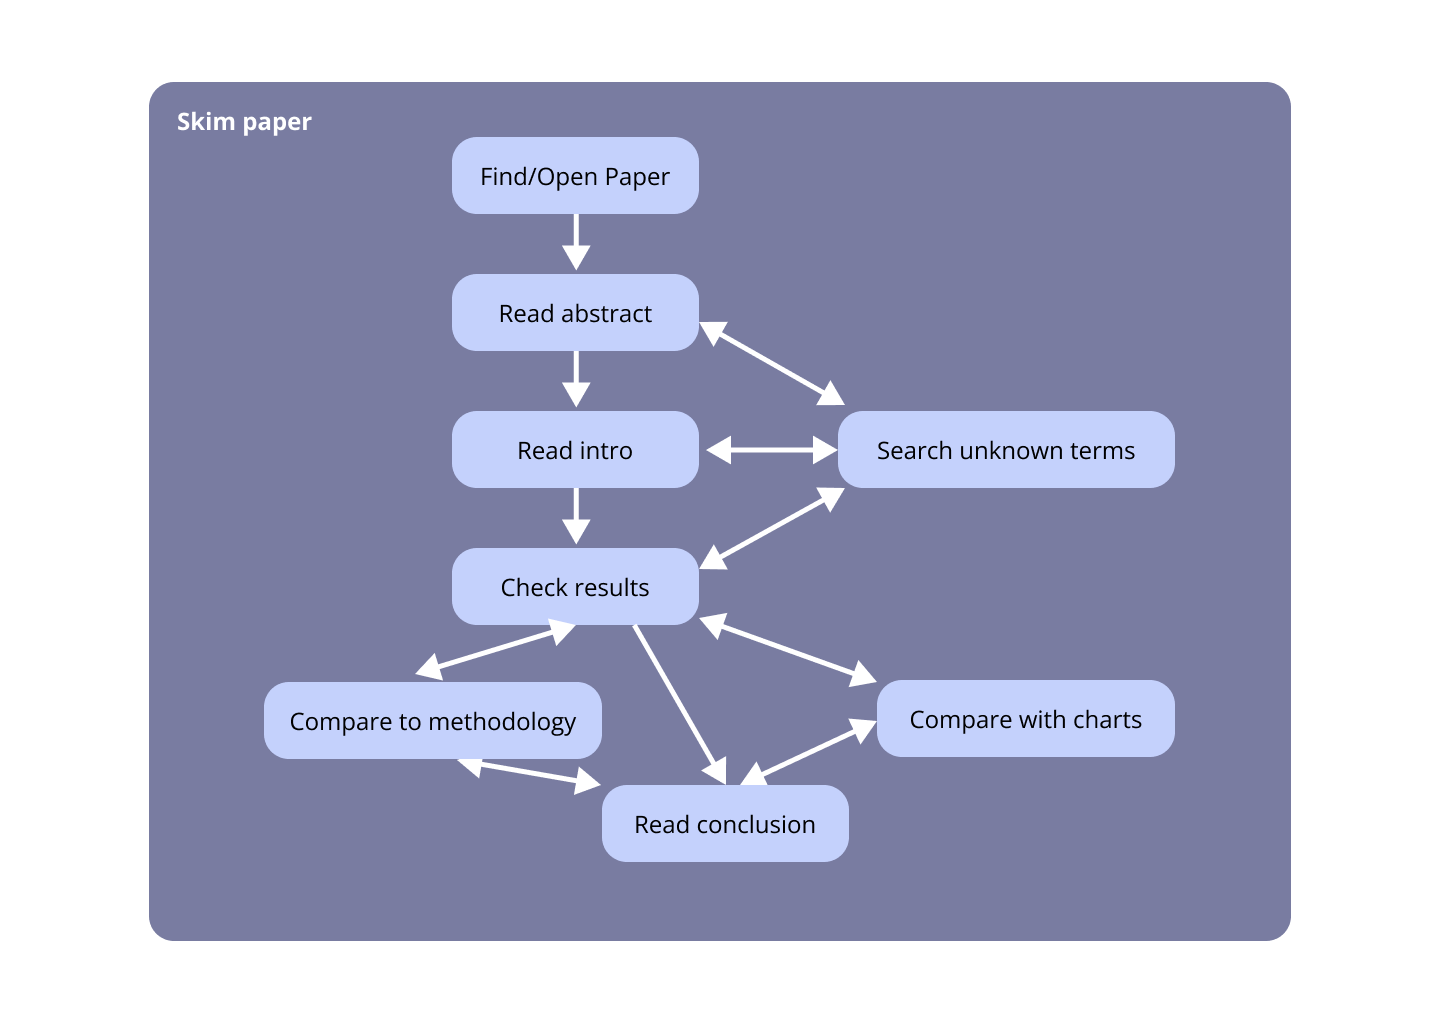 Skim paper
Find/Open Paper
Read abstract
Read intro
Search unknown terms
Check results
Compare to methodology
Compare with charts
Read conclusion